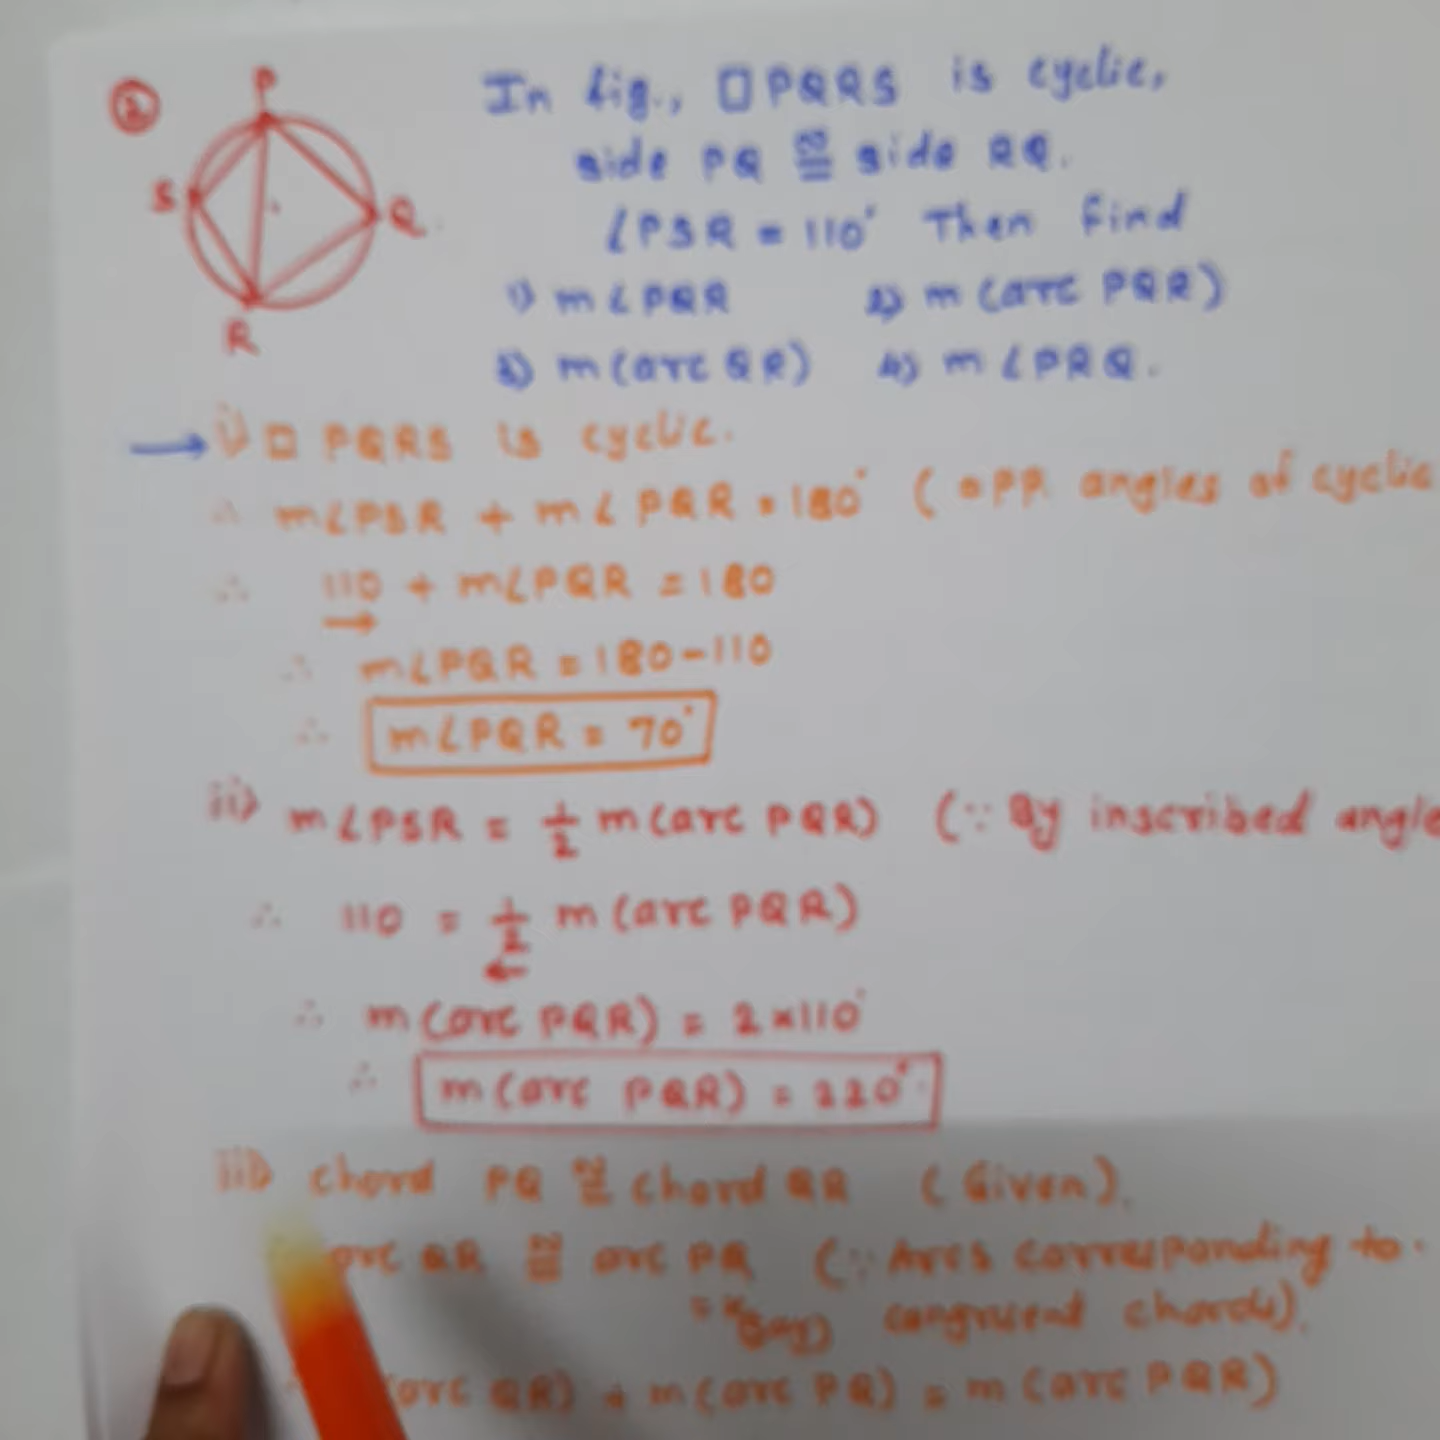 ②
P
S
Q
R
In fig., □PQRS is cyclic,
side PQ ≅ side RQ.
∠PSR = 110° Then find
1) m∠PQR 2) m(arc PQR)
3) m(arc QR) 4) m∠PRQ.
→ i) □ PQRS is cyclic.
∴ m∠PSR + m∠PQR = 180° (opp. angles of cyclic
∴ 110 + m∠PQR = 180
∴ m∠PQR = 180-110
∴ m∠PQR = 70°
ii) m∠PSR = 1/2 m(arc PQR) (∵ By inscribed angle
∴ 110 = 1/2 m(arc PQR)
∴ m(arc PQR) = 2×110°
∴ m(arc PQR) = 220°.
iii) chord PQ ≅ chord QR (Given).
arc QR ≅ arc PQ (∵ Arcs corresponding to
= x (say) congruent chords).
(arc QR) + m(arc PQ) = m(arc PQR)